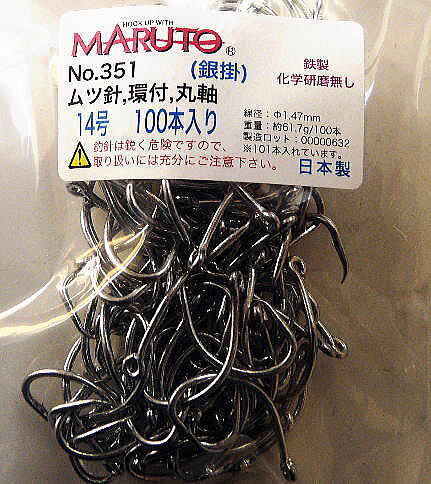 HOOK UP WITH
MARUTO®
No.351 (銀掛)
ムツ針,環付,丸軸
14号 100本入り
釣針は鋭く危険ですので、
取り扱いには充分にご注意下さい。
鉄製
化学研磨無し
線径:Φ1.47mm
重量:約61.7g/100本
製造ロット:00000632
※101本入れています。
日本製